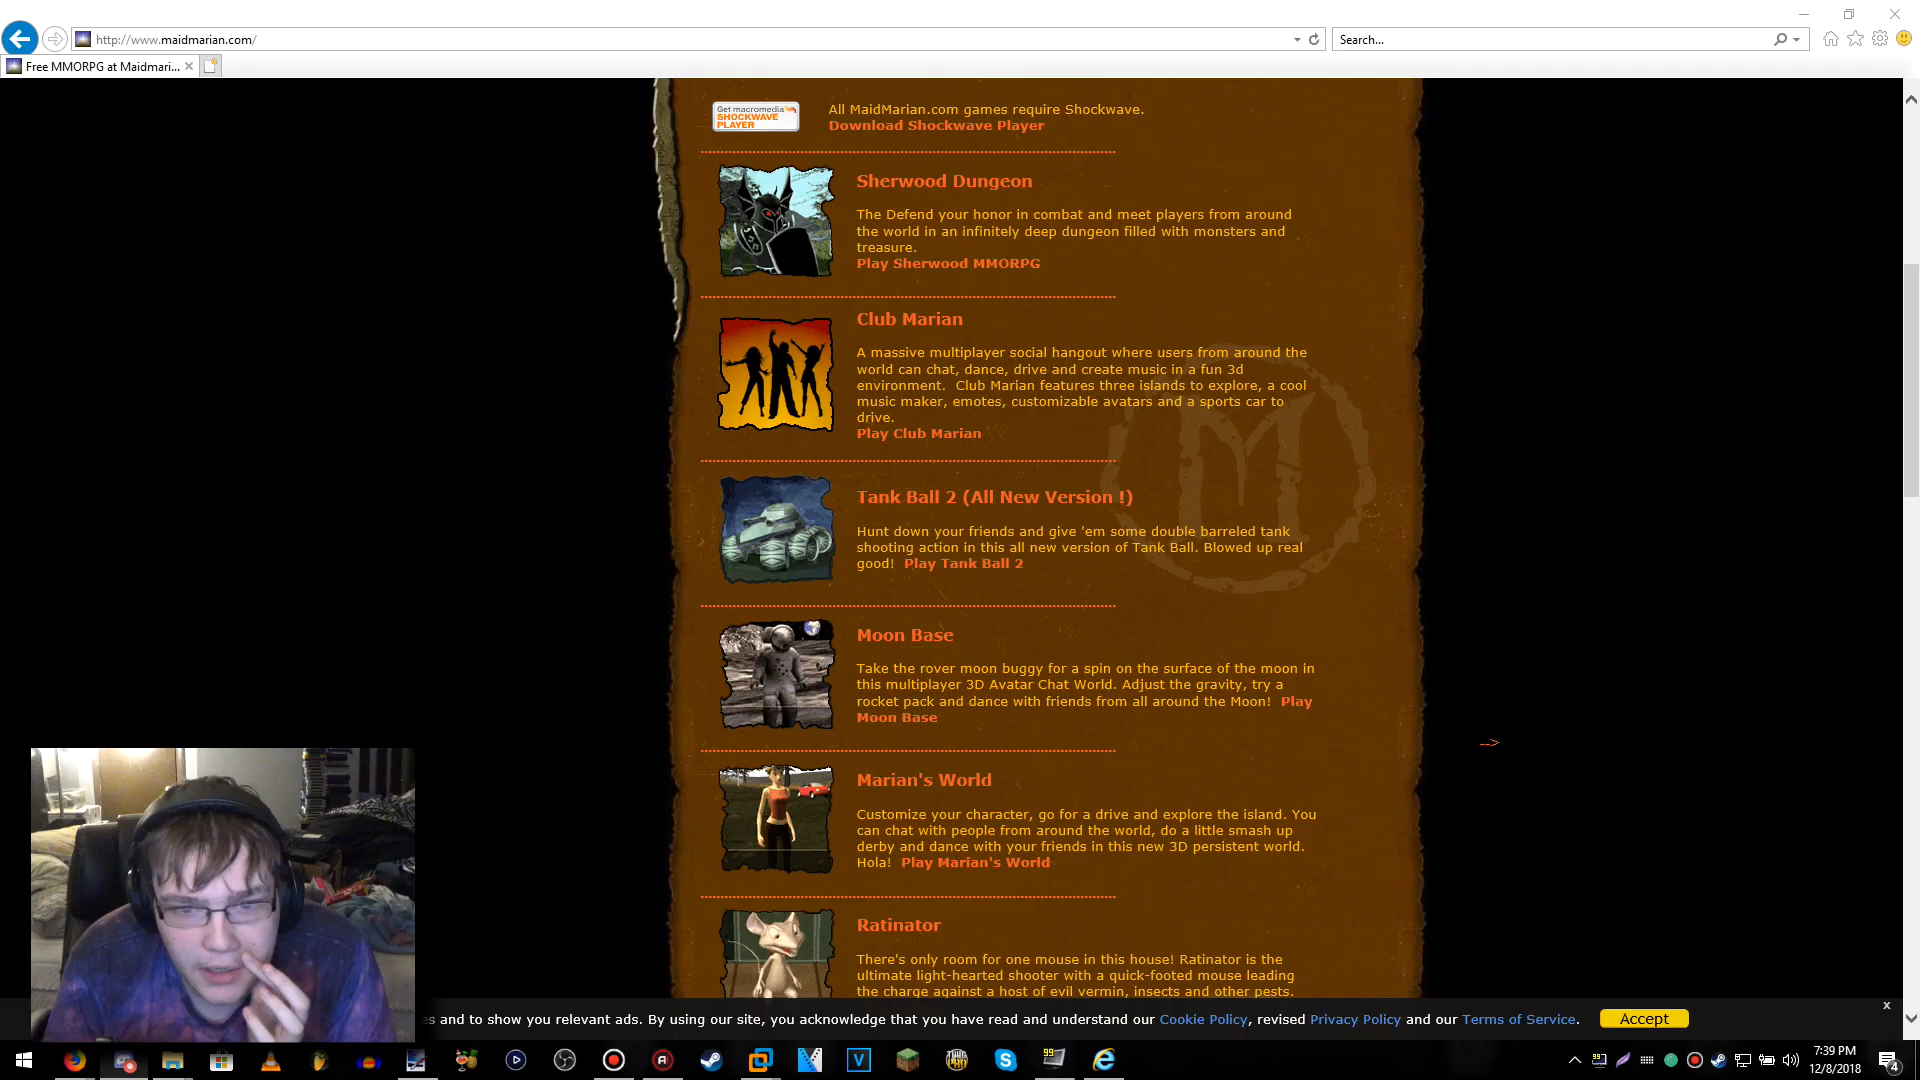 http://www.maidmarian.com/
Search...
Free MMORPG at Maidmari...
Get macromedia
SHOCKWAVE
PLAYER
All MaidMarian.com games require Shockwave.
Download Shockwave Player
Sherwood Dungeon
The Defend your honor in combat and meet players from around
the world in an infinitely deep dungeon filled with monsters and
treasure.
Play Sherwood MMORPG
Club Marian
A massive multiplayer social hangout where users from around the
world can chat, dance, drive and create music in a fun 3d
environment.  Club Marian features three islands to explore, a cool
music maker, emotes, customizable avatars and a sports car to
drive.
Play Club Marian
Tank Ball 2 (All New Version !)
Hunt down your friends and give 'em some double barreled tank
shooting action in this all new version of Tank Ball. Blowed up real
good!  Play Tank Ball 2
Moon Base
Take the rover moon buggy for a spin on the surface of the moon in
this multiplayer 3D Avatar Chat World. Adjust the gravity, try a
rocket pack and dance with friends from all around the Moon!  Play
Moon Base
-->
Marian's World
Customize your character, go for a drive and explore the island. You
can chat with people from around the world, do a little smash up
derby and dance with your friends in this new 3D persistent world.
Hola!  Play Marian's World
Ratinator
There's only room for one mouse in this house! Ratinator is the
ultimate light-hearted shooter with a quick-footed mouse leading
the charge against a host of evil vermin, insects and other pests.
es and to show you relevant ads. By using our site, you acknowledge that you have read and understand our Cookie Policy, revised Privacy Policy and our Terms of Service.
Accept
x
7:39 PM
12/8/2018
4